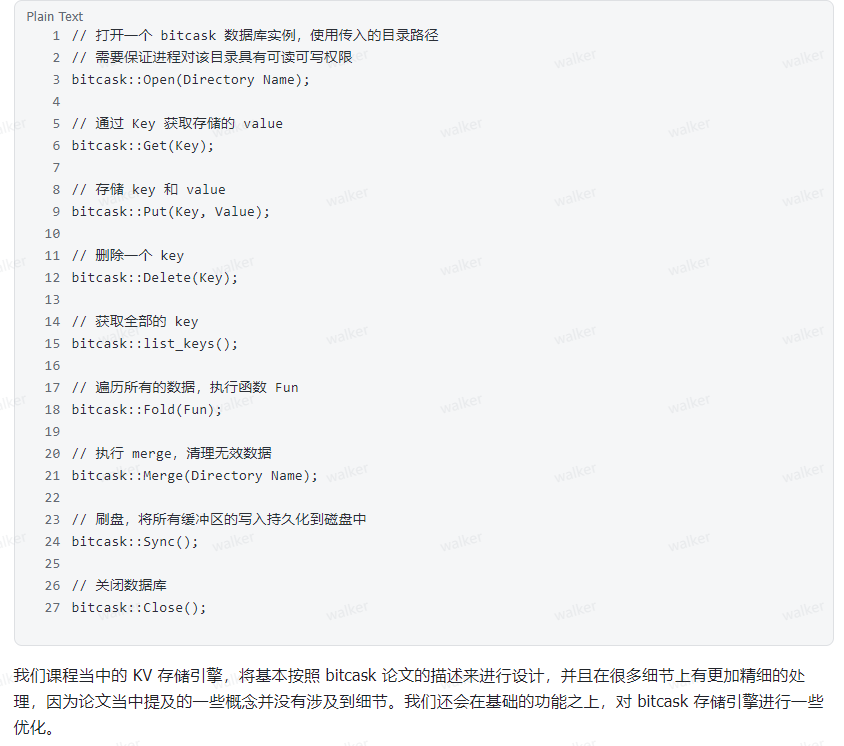 Plain Text
1 // 打开一个 bitcask 数据库实例，使用传入的目录路径
2 // 需要保证进程对该目录具有可读可写权限
3 bitcask::Open(Directory Name);
4
5 // 通过 Key 获取存储的 value
6 bitcask::Get(Key);
7
8 // 存储 key 和 value
9 bitcask::Put(Key, Value);
10
11 // 删除一个 key
12 bitcask::Delete(Key);
13
14 // 获取全部的 key
15 bitcask::list_keys();
16
17 // 遍历所有的数据，执行函数 Fun
18 bitcask::Fold(Fun);
19
20 // 执行 merge，清理无效数据
21 bitcask::Merge(Directory Name);
22
23 // 刷盘，将所有缓冲区的写入持久化到磁盘中
24 bitcask::Sync();
25
26 // 关闭数据库
27 bitcask::Close();
我们课程当中的 KV 存储引擎，将基本按照 bitcask 论文的描述来进行设计，并且在很多细节上有更加精细的处
理，因为论文当中提及的一些概念并没有涉及到细节。我们还会在基础的功能之上，对 bitcask 存储引擎进行一些
优化。
walker